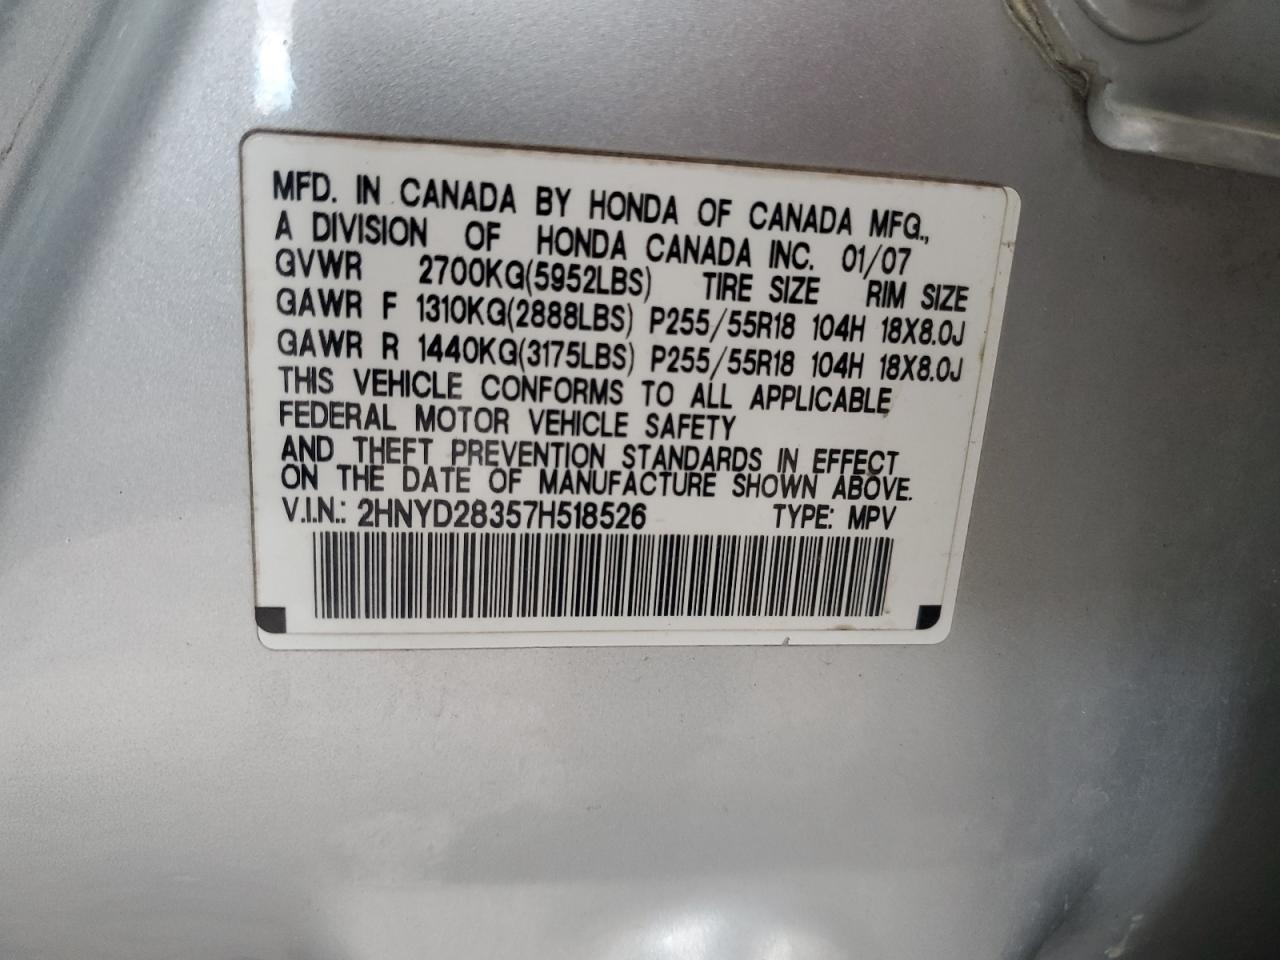 MFD. IN CANADA BY HONDA OF CANADA MFG.,
A DIVISION OF HONDA CANADA INC. 01/07
GVWR 2700KG(5952LBS) TIRE SIZE RIM SIZE
GAWR F 1310KG(2888LBS) P255/55R18 104H 18X8.0J
GAWR R 1440KG(3175LBS) P255/55R18 104H 18X8.0J
THIS VEHICLE CONFORMS TO ALL APPLICABLE
FEDERAL MOTOR VEHICLE SAFETY
AND THEFT PREVENTION STANDARDS IN EFFECT
ON THE DATE OF MANUFACTURE SHOWN ABOVE.
V.I.N.: 2HNYD28357H518526 TYPE: MPV